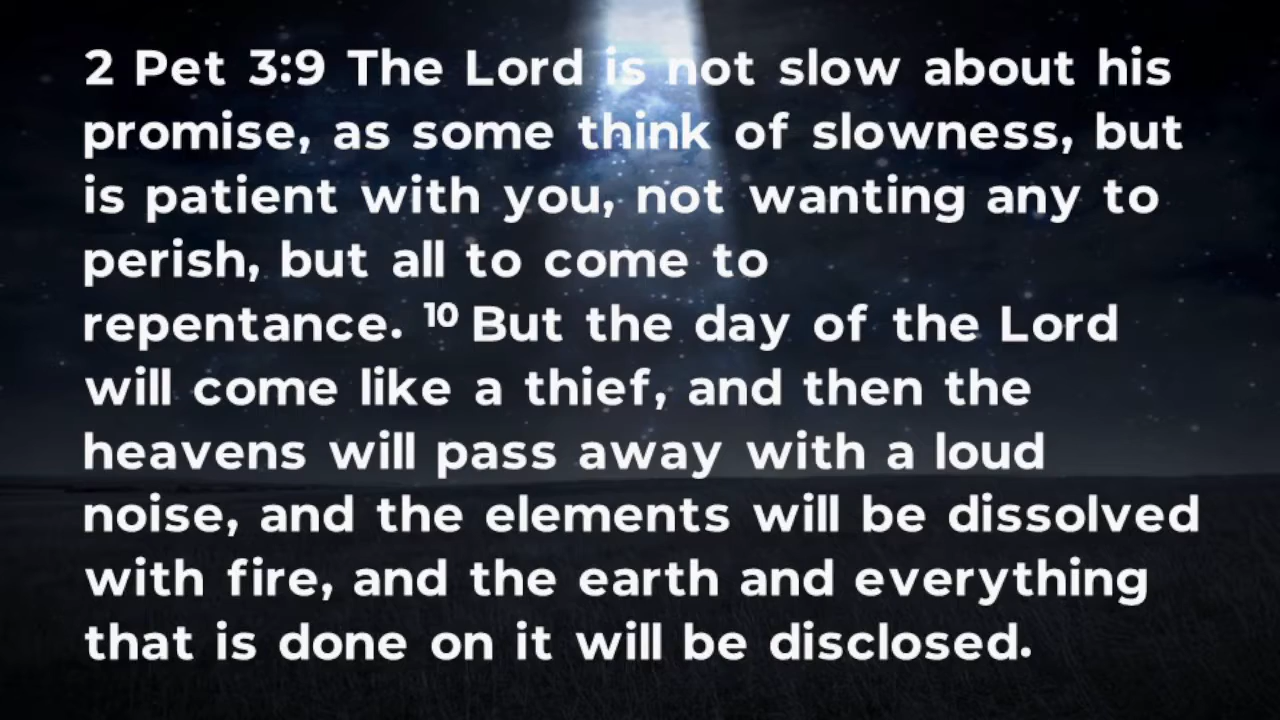 2 Pet 3:9 The Lord is not slow about his
promise, as some think of slowness, but
is patient with you, not wanting any to
perish, but all to come to
repentance. ¹⁰ But the day of the Lord
will come like a thief, and then the
heavens will pass away with a loud
noise, and the elements will be dissolved
with fire, and the earth and everything
that is done on it will be disclosed.